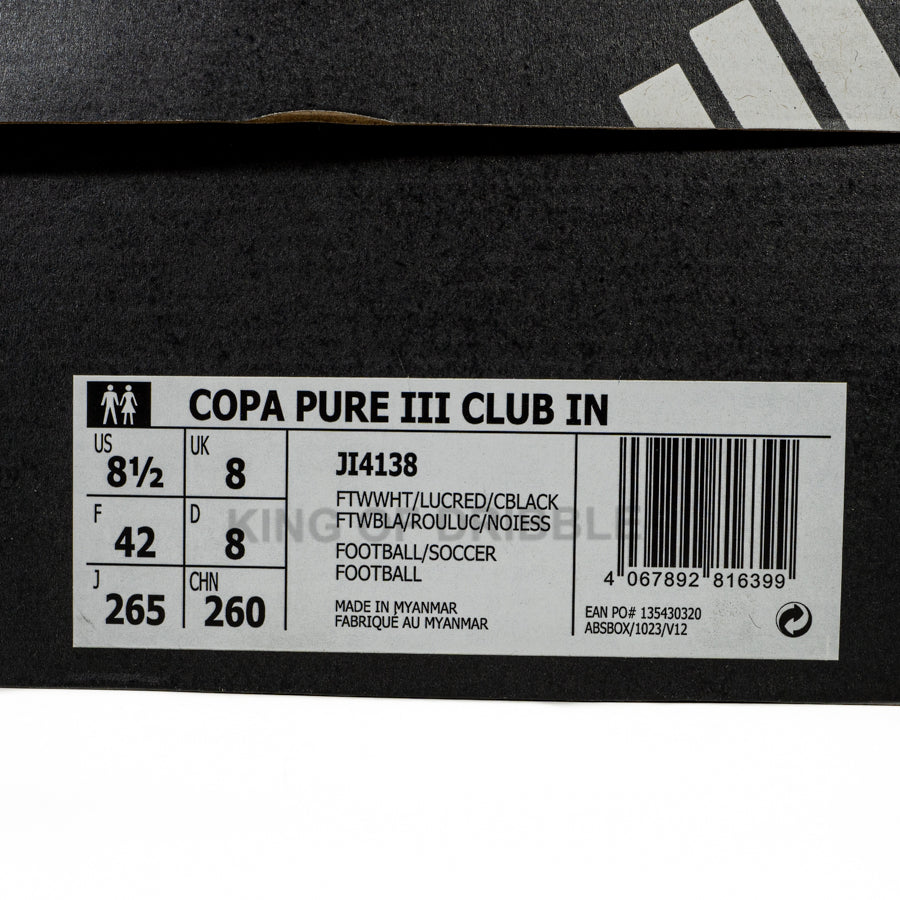 COPA PURE III CLUB IN
US
8½
UK
8
F
42
D
8
J
265
CHN
260
JI4138
FTWWHT/LUCRED/CBLACK
FTWBLA/ROULUC/NOIESS
FOOTBALL/SOCCER
FOOTBALL
MADE IN MYANMAR
FABRIQUÉ AU MYANMAR
4 067892 816399
EAN PO# 135430320
ABSBOX/1023/V12
KING OF DRIBBLE